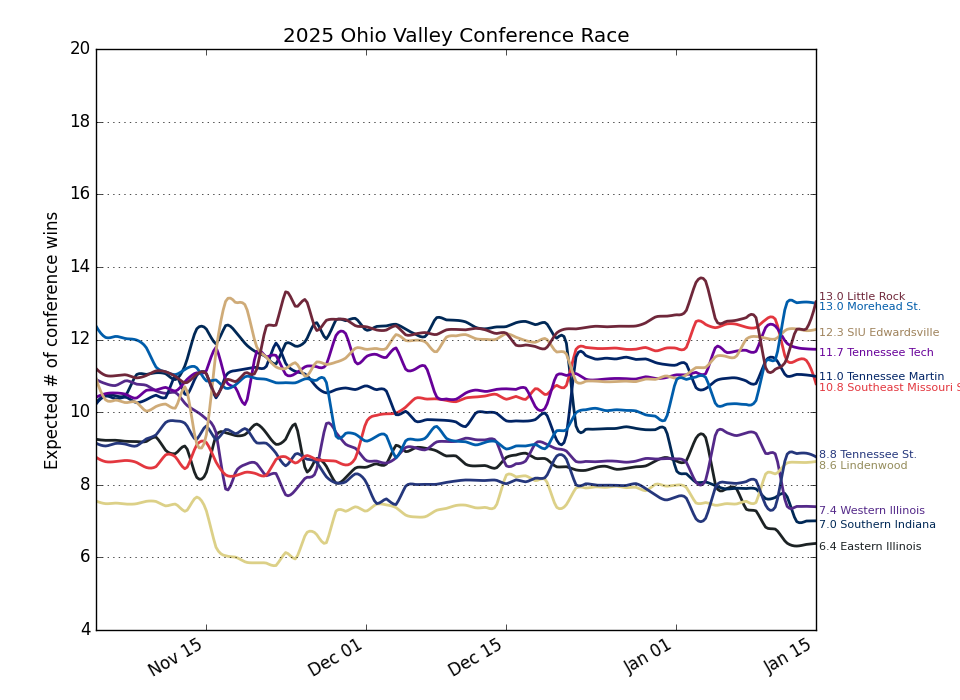 2025 Ohio Valley Conference Race
Expected # of conference wins
20
18
16
14
12
10
8
6
4
Nov 15
Dec 01
Dec 15
Jan 01
Jan 15
13.0 Little Rock
13.0 Morehead St.
12.3 SIU Edwardsville
11.7 Tennessee Tech
11.0 Tennessee Martin
10.8 Southeast Missouri S
8.8 Tennessee St.
8.6 Lindenwood
7.4 Western Illinois
7.0 Southern Indiana
6.4 Eastern Illinois